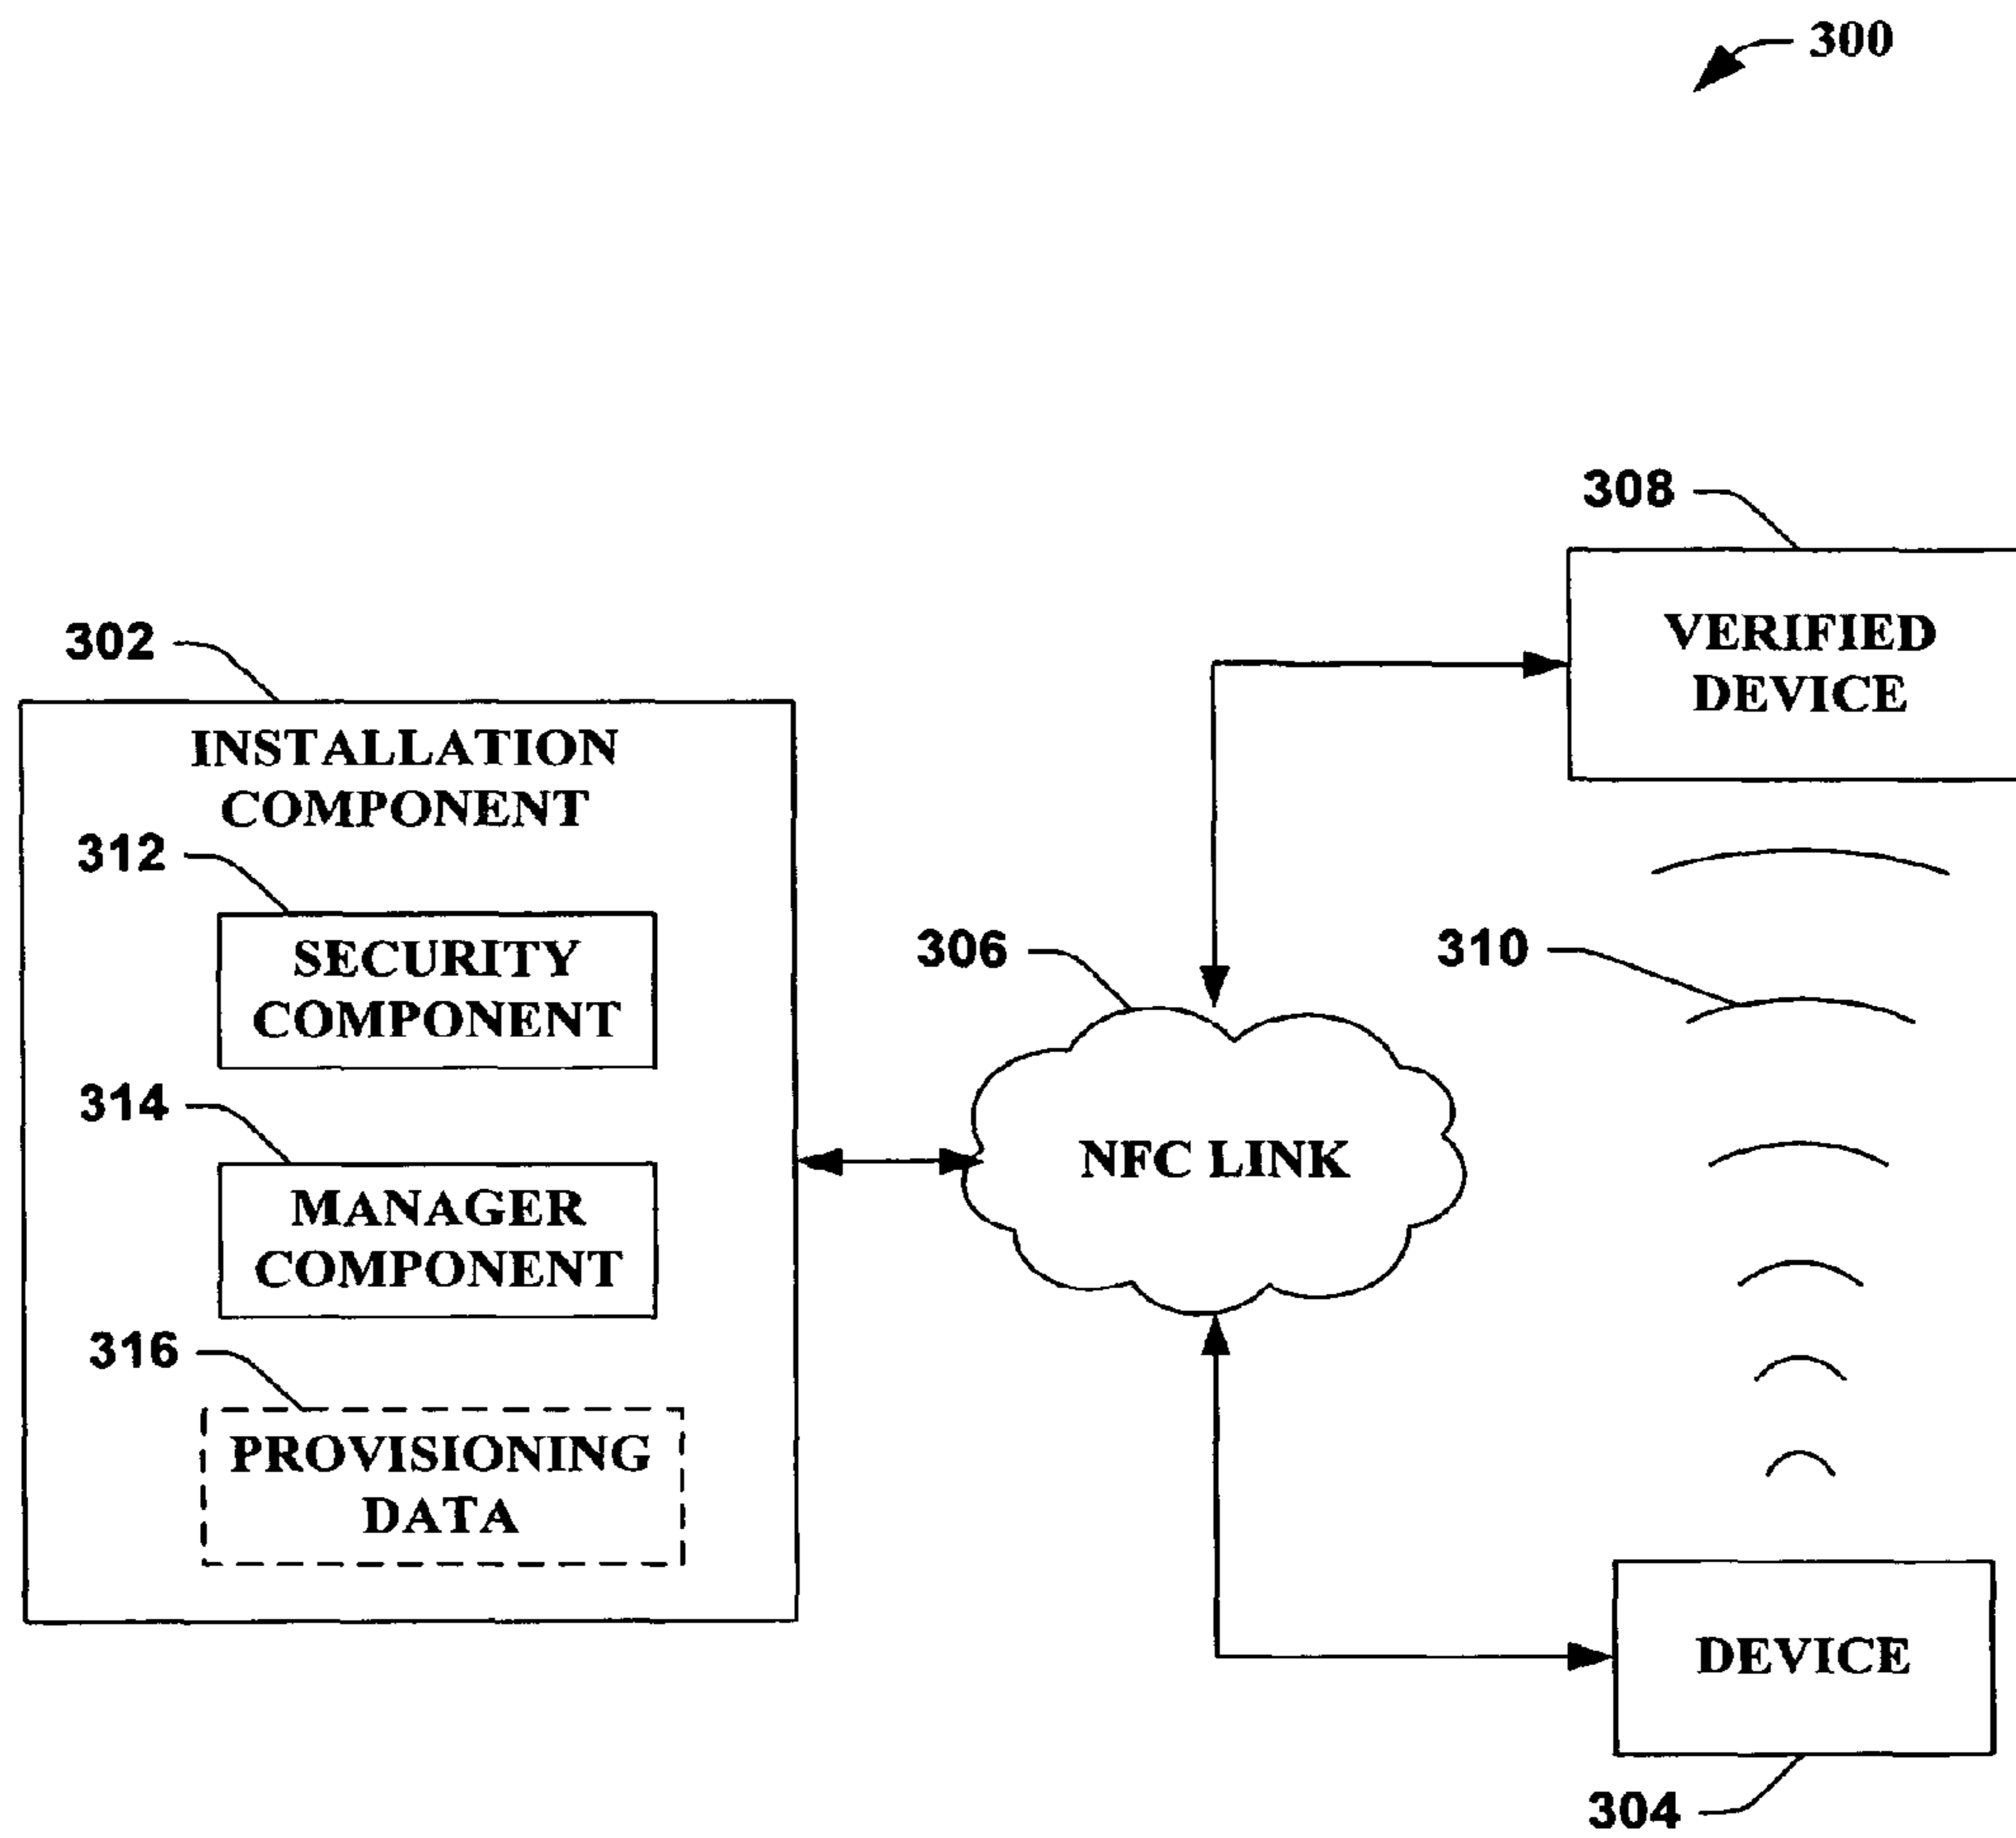 300
308
VERIFIED
DEVICE
302
INSTALLATION
COMPONENT
312
SECURITY
COMPONENT
306
310
314
NFC LINK
MANAGER
COMPONENT
316
PROVISIONING
DATA
DEVICE
304